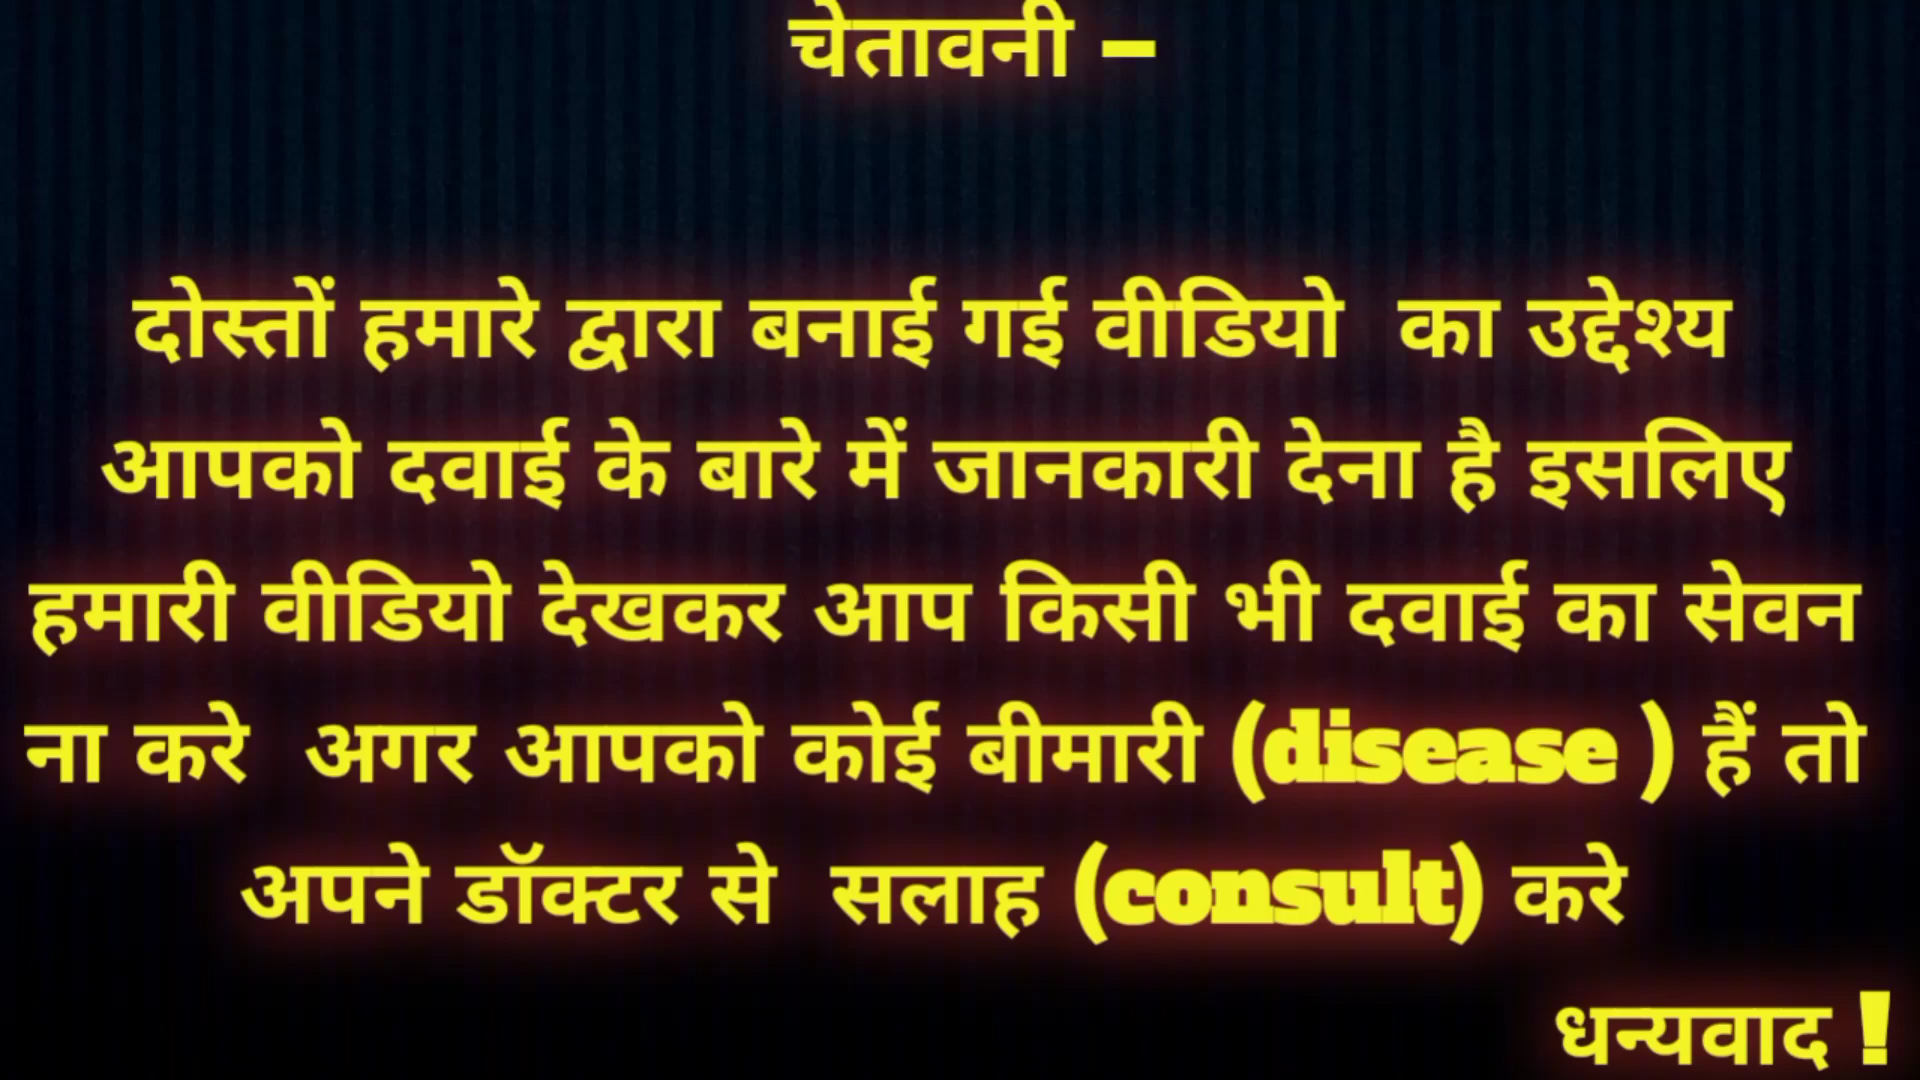 चेतावनी –
दोस्तों हमारे द्वारा बनाई गई वीडियो का उद्देश्य
आपको दवाई के बारे में जानकारी देना है इसलिए
हमारी वीडियो देखकर आप किसी भी दवाई का सेवन
ना करे अगर आपको कोई बीमारी (disease ) हैं तो
अपने डॉक्टर से सलाह (consult) करे
धन्यवाद !